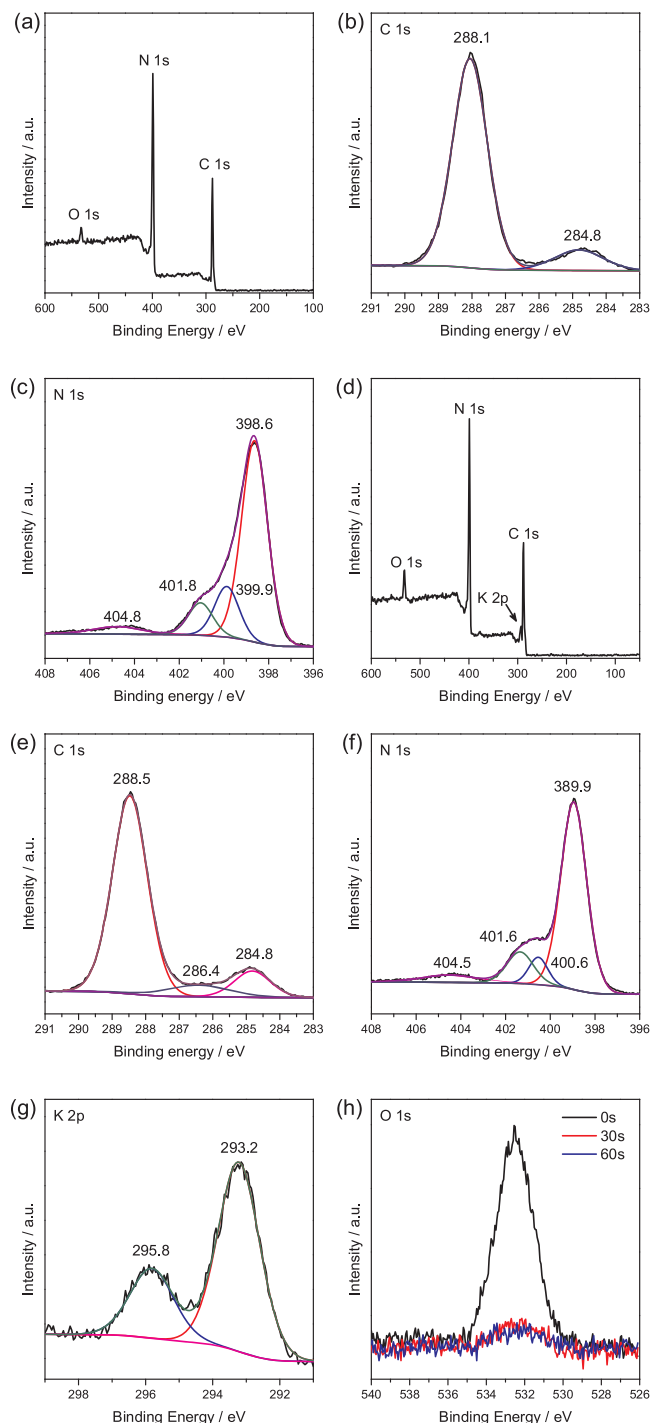 (a)
N 1s
C 1s
O 1s
Intensity / a.u.
600 500 400 300 200 100
Binding Energy / eV
(b)
C 1s
288.1
284.8
Intensity / a.u.
291 290 289 288 287 286 285 284 283
Binding energy / eV
(c)
N 1s
398.6
401.8
399.9
404.8
Intensity / a.u.
408 406 404 402 400 398 396
Binding energy / eV
(d)
N 1s
C 1s
O 1s
K 2p
Intensity / a.u.
600 500 400 300 200 100
Binding Energy / eV
(e)
C 1s
288.5
286.4
284.8
Intensity / a.u.
291 290 289 288 287 286 285 284 283
Binding energy / eV
(f)
N 1s
389.9
401.6
404.5
400.6
Intensity / a.u.
408 406 404 402 400 398 396
Binding energy / eV
(g)
K 2p
293.2
295.8
Intensity / a.u.
298 296 294 292
Binding energy / eV
(h)
O 1s
0s
30s
60s
Intensity / a.u.
540 538 536 534 532 530 528 526
Binding Energy / eV